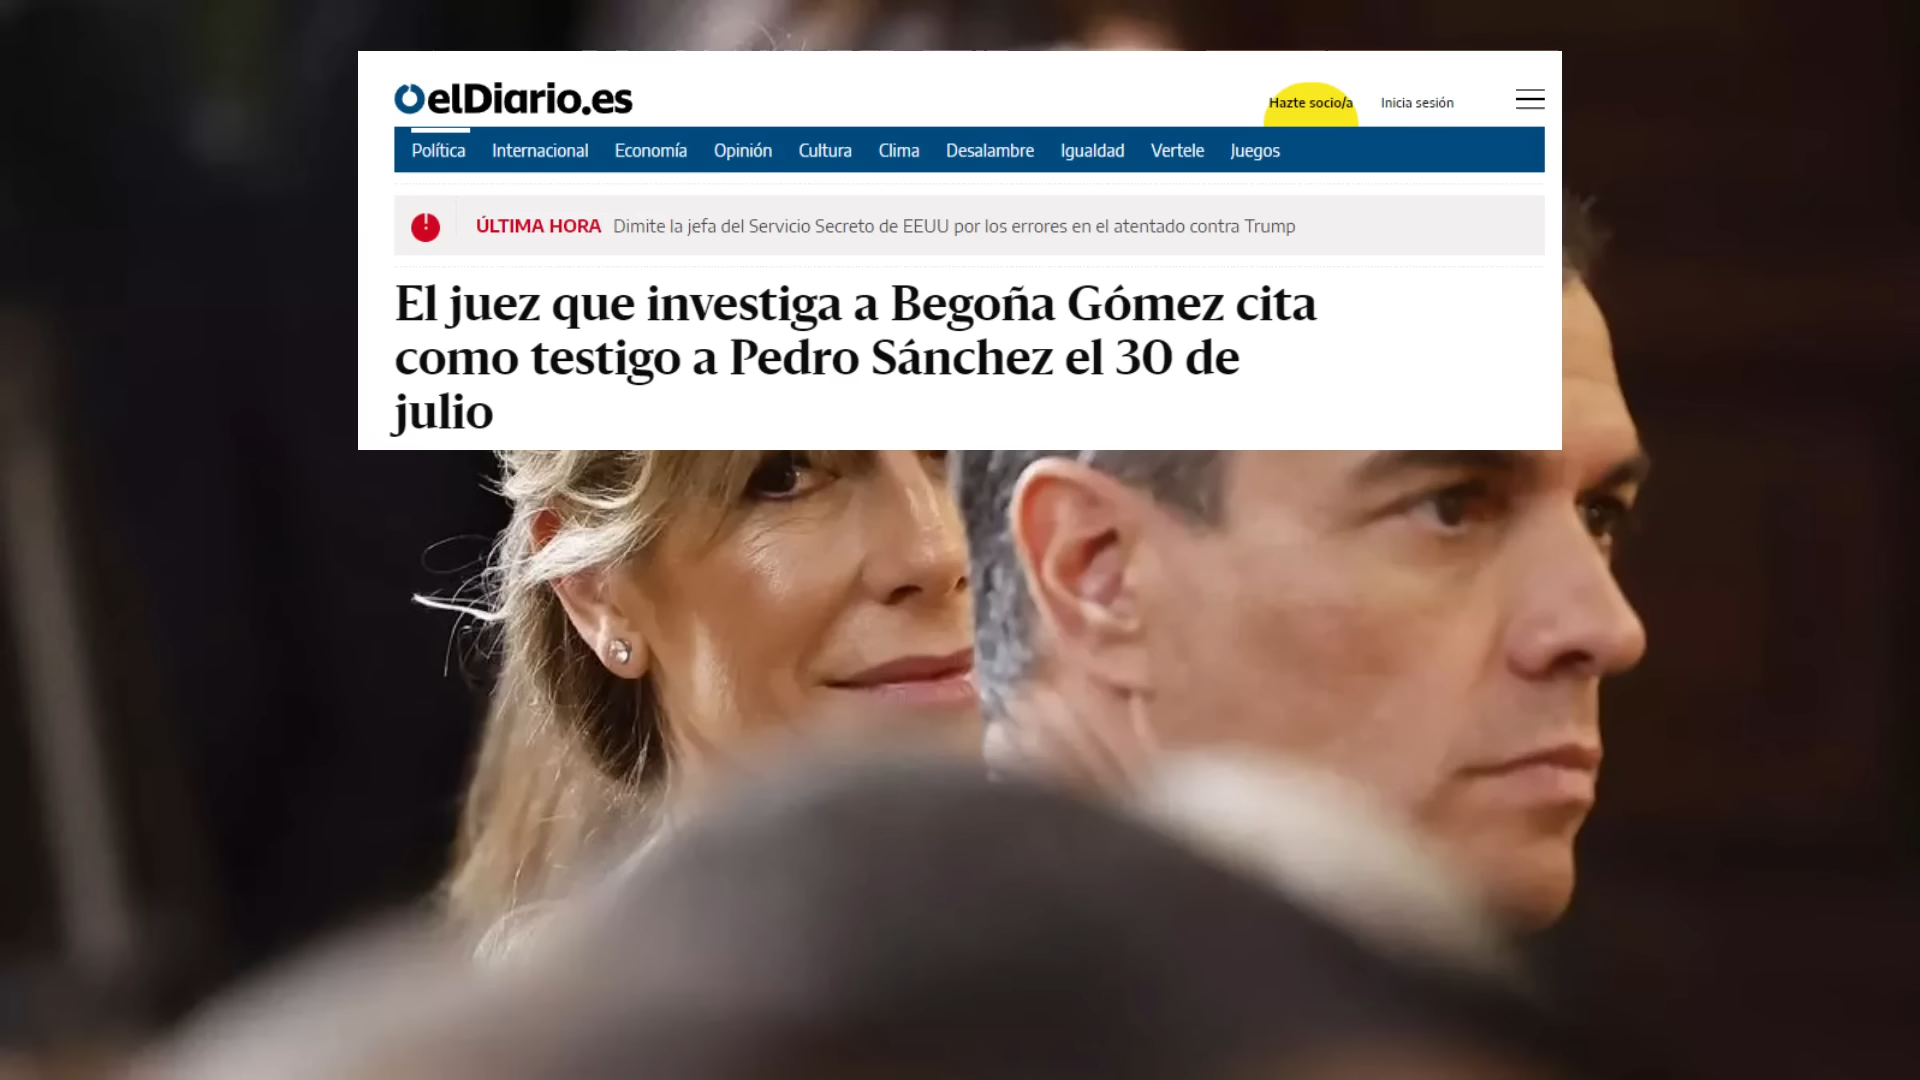 elDiario.es
Hazte socio/a Inicia sesión
Política Internacional Economía Opinión Cultura Clima Desalambre Igualdad Vertele Juegos
ÚLTIMA HORA Dimite la jefa del Servicio Secreto de EEUU por los errores en el atentado contra Trump
El juez que investiga a Begoña Gómez cita
como testigo a Pedro Sánchez el 30 de
julio